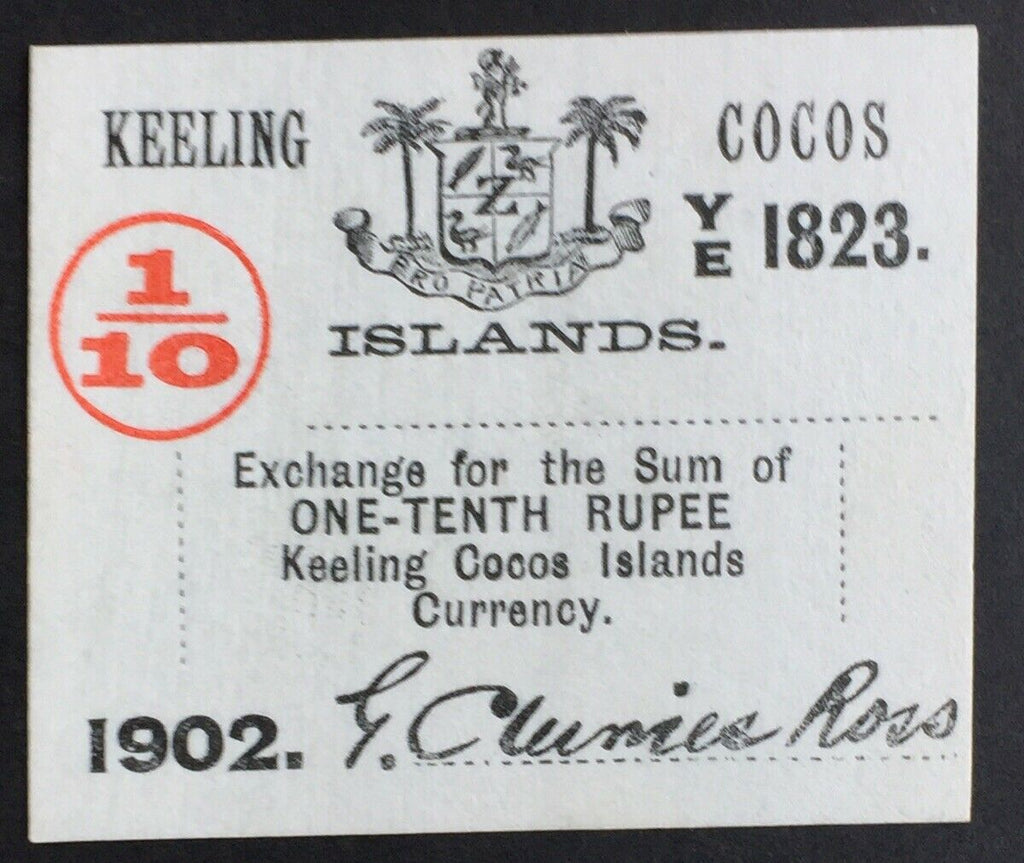 KEELING COCOS
YE 1823.
1/10
Z
PRO PATRIA
ISLANDS.
Exchange for the Sum of
ONE-TENTH RUPEE
Keeling Cocos Islands
Currency.
1902. G. Clunies Ross